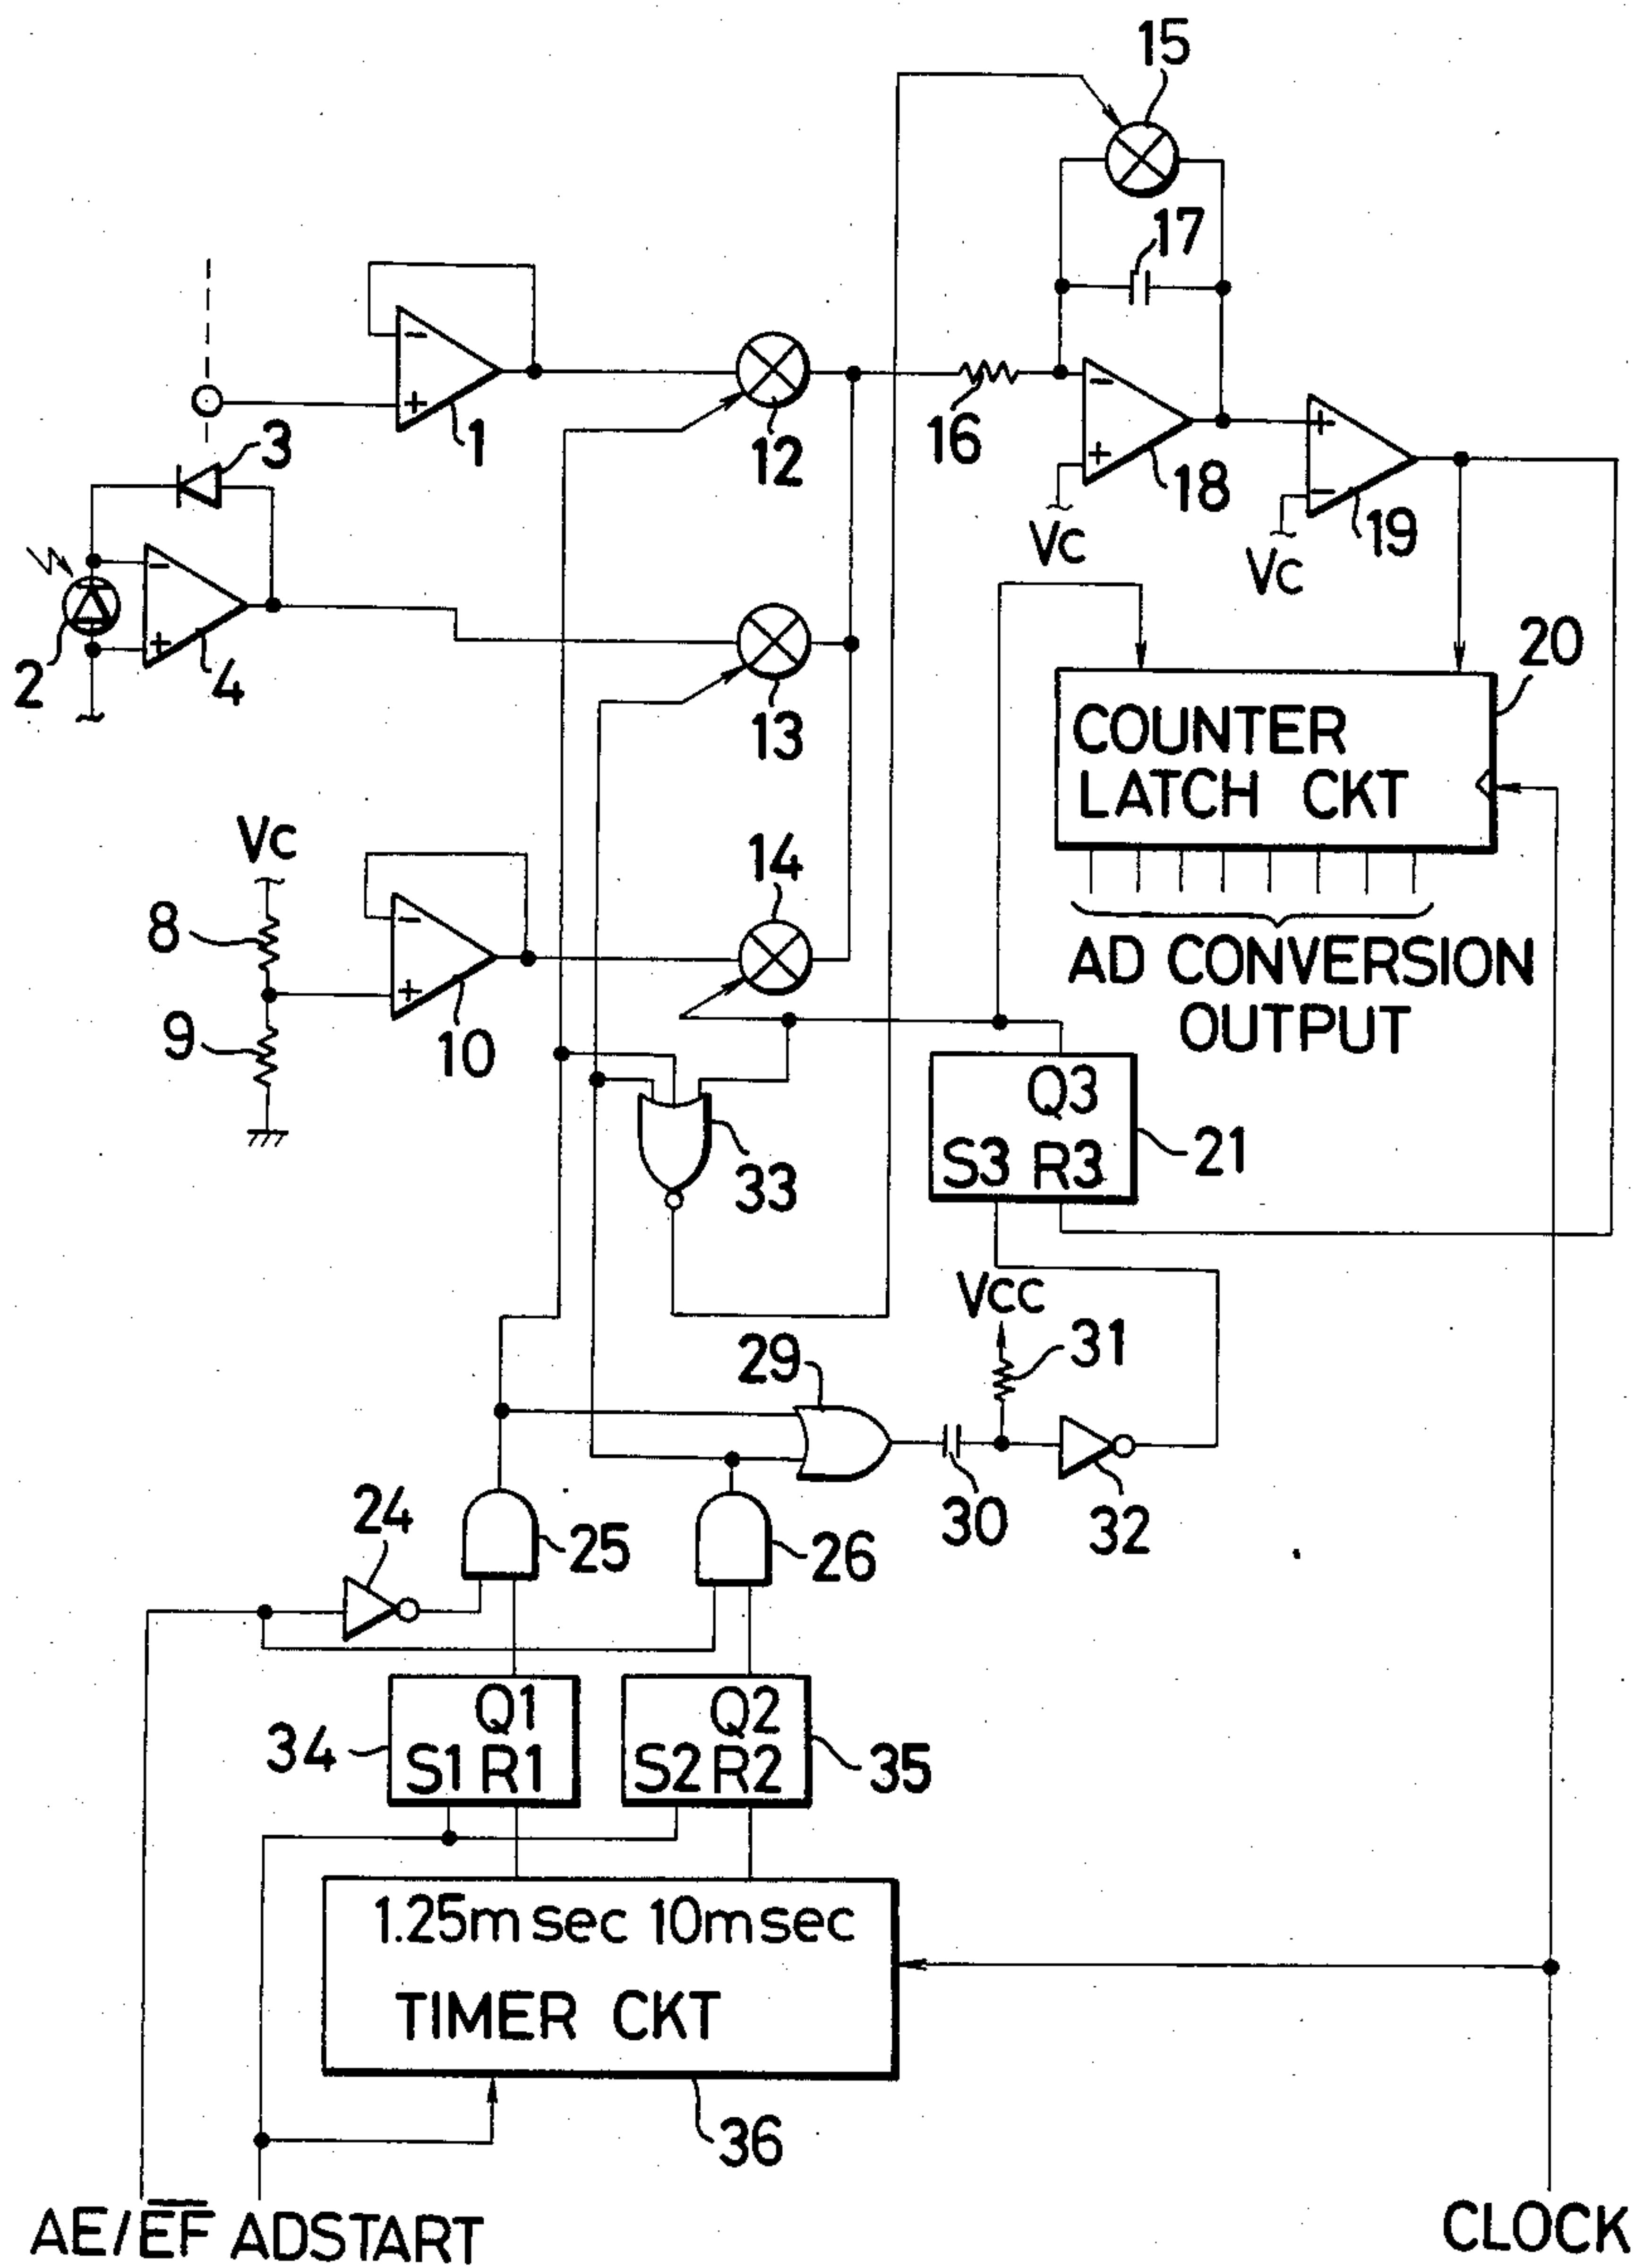 15
17
1
3
12
16
18
19
Vc
Vc
2
4
13
20
COUNTER
LATCH CKT
Vc
14
8
AD CONVERSION
OUTPUT
9
10
Q3
S3 R3
21
33
Vcc
31
29
24
25
26
30
32
Q1
S1 R1
34
Q2
S2 R2
35
1.25msec 10msec
TIMER CKT
36
AE/E̅F̅ ADSTART
CLOCK